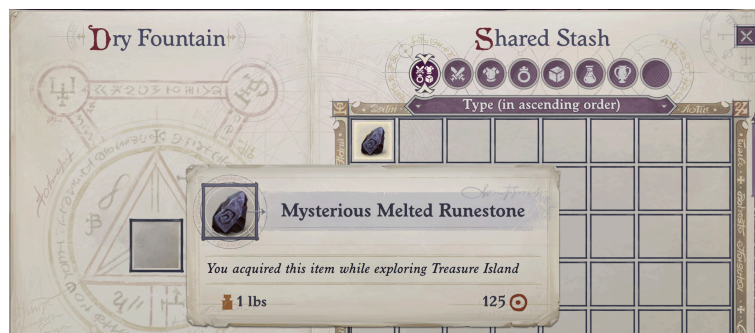 Dry Fountain
Shared Stash
Type (in ascending order)
Mysterious Melted Runestone
You acquired this item while exploring Treasure Island
1 lbs
125